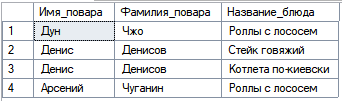 Имя_повара Фамилия_повара Название_блюда
1 Дун Чжо Роллы с лососем
2 Денис Денисов Стейк говяжий
3 Денис Денисов Котлета по-киевски
4 Арсений Чуганин Роллы с лососем